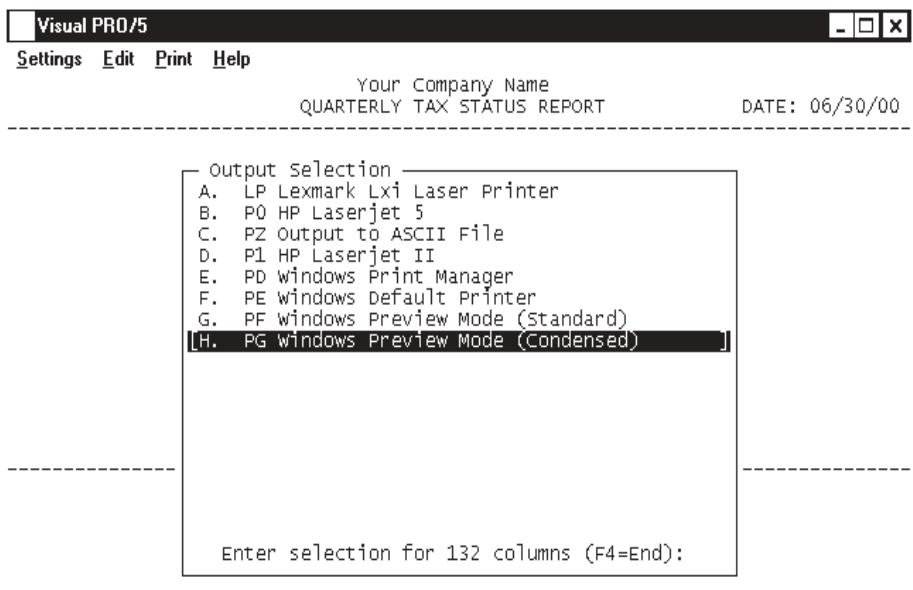 Visual PRO/5
Settings Edit Print Help
Your Company Name
QUARTERLY TAX STATUS REPORT DATE: 06/30/00
Output Selection
A. LP Lexmark Lxi Laser Printer
B. P0 HP Laserjet 5
C. PZ Output to ASCII File
D. P1 HP Laserjet II
E. PD Windows Print Manager
F. PE Windows Default Printer
G. PF Windows Preview Mode (Standard)
[H. PG Windows Preview Mode (Condensed) ]
Enter selection for 132 columns (F4=End):